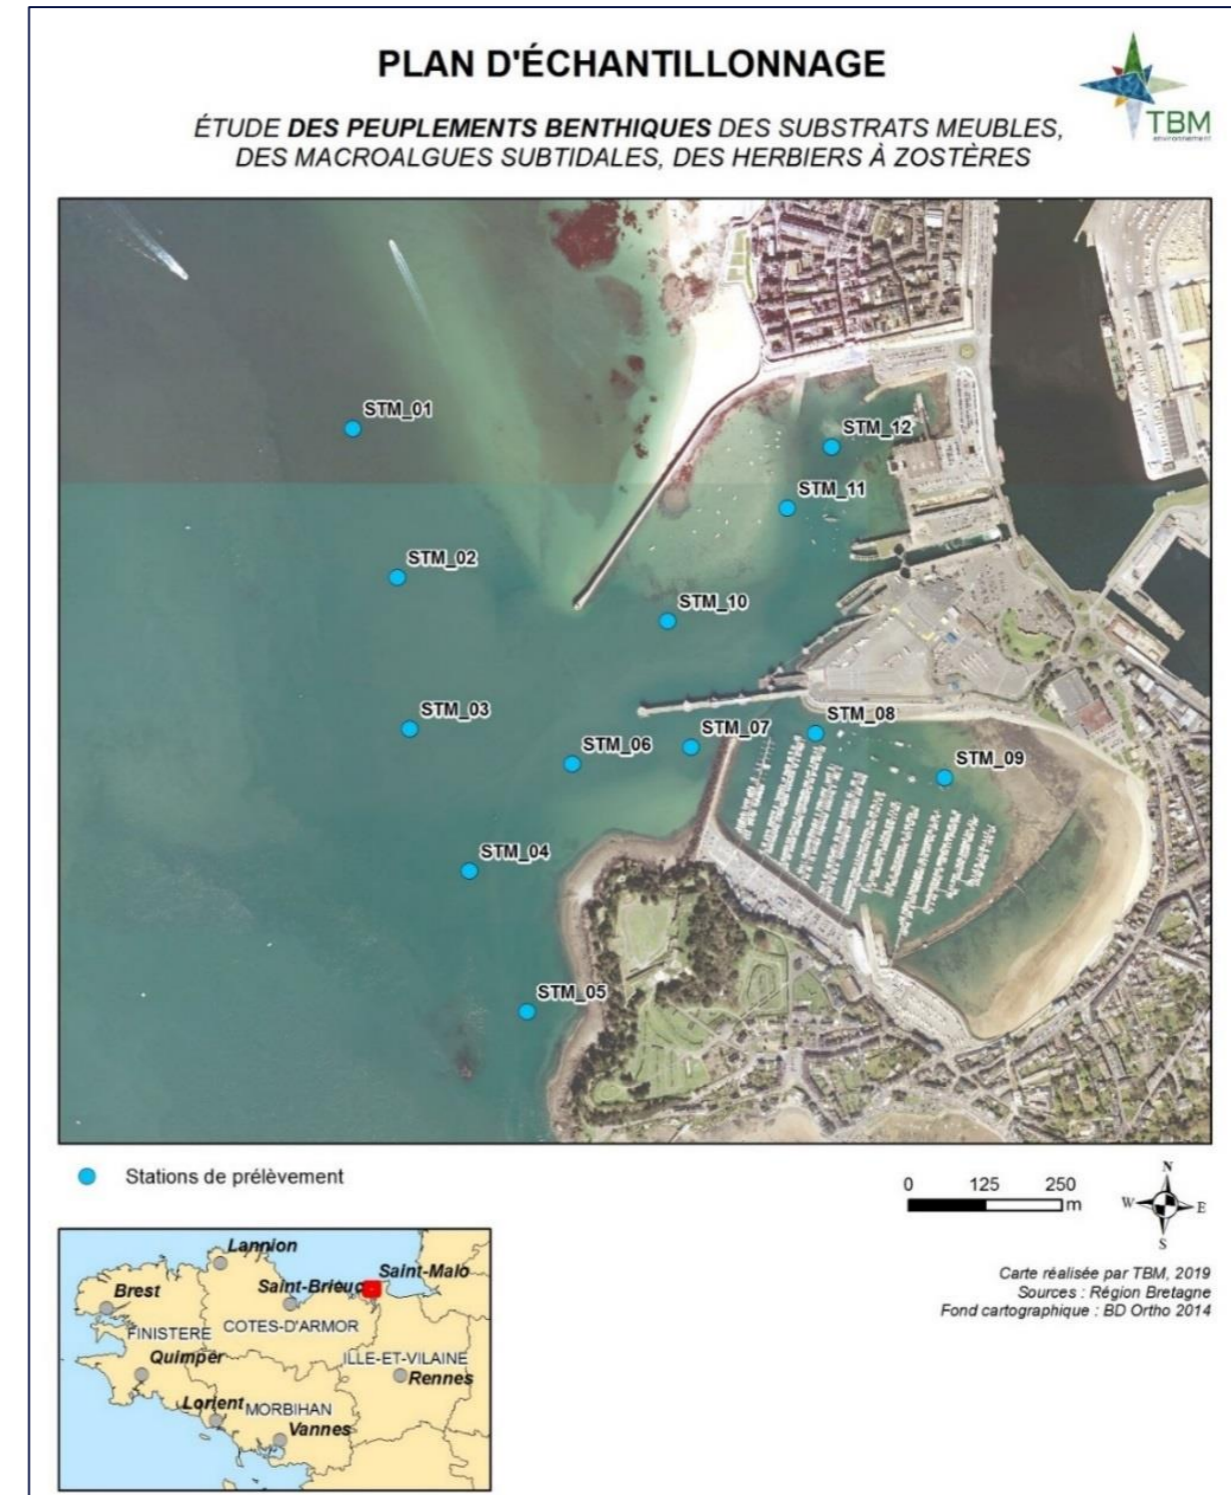 PLAN D'ÉCHANTILLONNAGE
TBM
environnement
ÉTUDE DES PEUPLEMENTS BENTHIQUES DES SUBSTRATS MEUBLES,
DES MACROALGUES SUBTIDALES, DES HERBIERS À ZOSTÈRES
STM_01
STM_12
STM_11
STM_02
STM_10
STM_03
STM_08
STM_07
STM_06
STM_09
STM_04
STM_05
Stations de prélèvement
0 125 250
m
N
W E
S
Lannion
Saint-Malo
Saint-Brieuc
Brest
FINISTERE
COTES-D'ARMOR
Quimper
ILLE-ET-VILAINE
Rennes
Lorient
MORBIHAN
Vannes
Carte réalisée par TBM, 2019
Sources : Région Bretagne
Fond cartographique : BD Ortho 2014